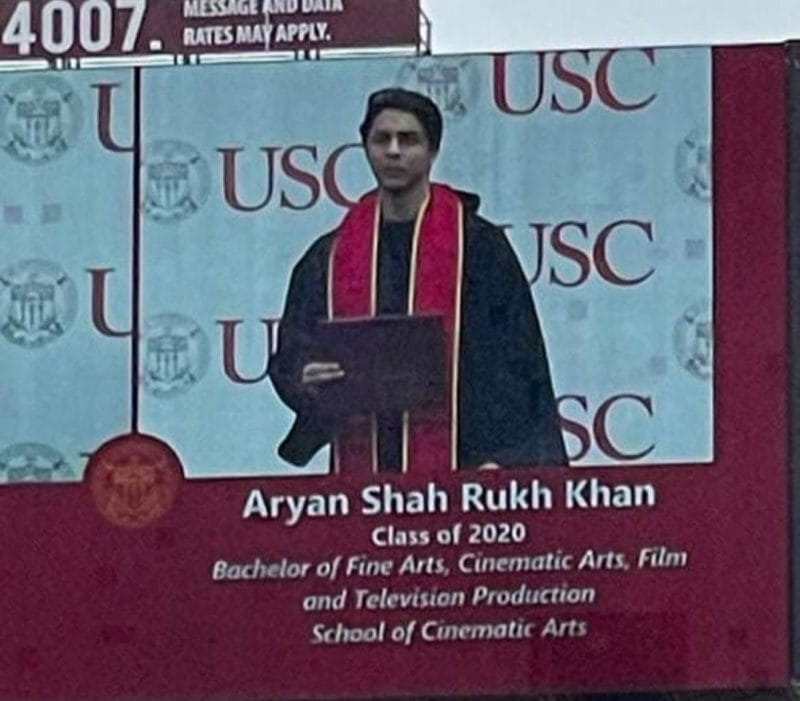 4007.
MESSAGE AND DATA
RATES MAY APPLY.
USC
USC
USC
U
SC
U
U
Aryan Shah Rukh Khan
Class of 2020
Bachelor of Fine Arts, Cinematic Arts, Film
and Television Production
School of Cinematic Arts